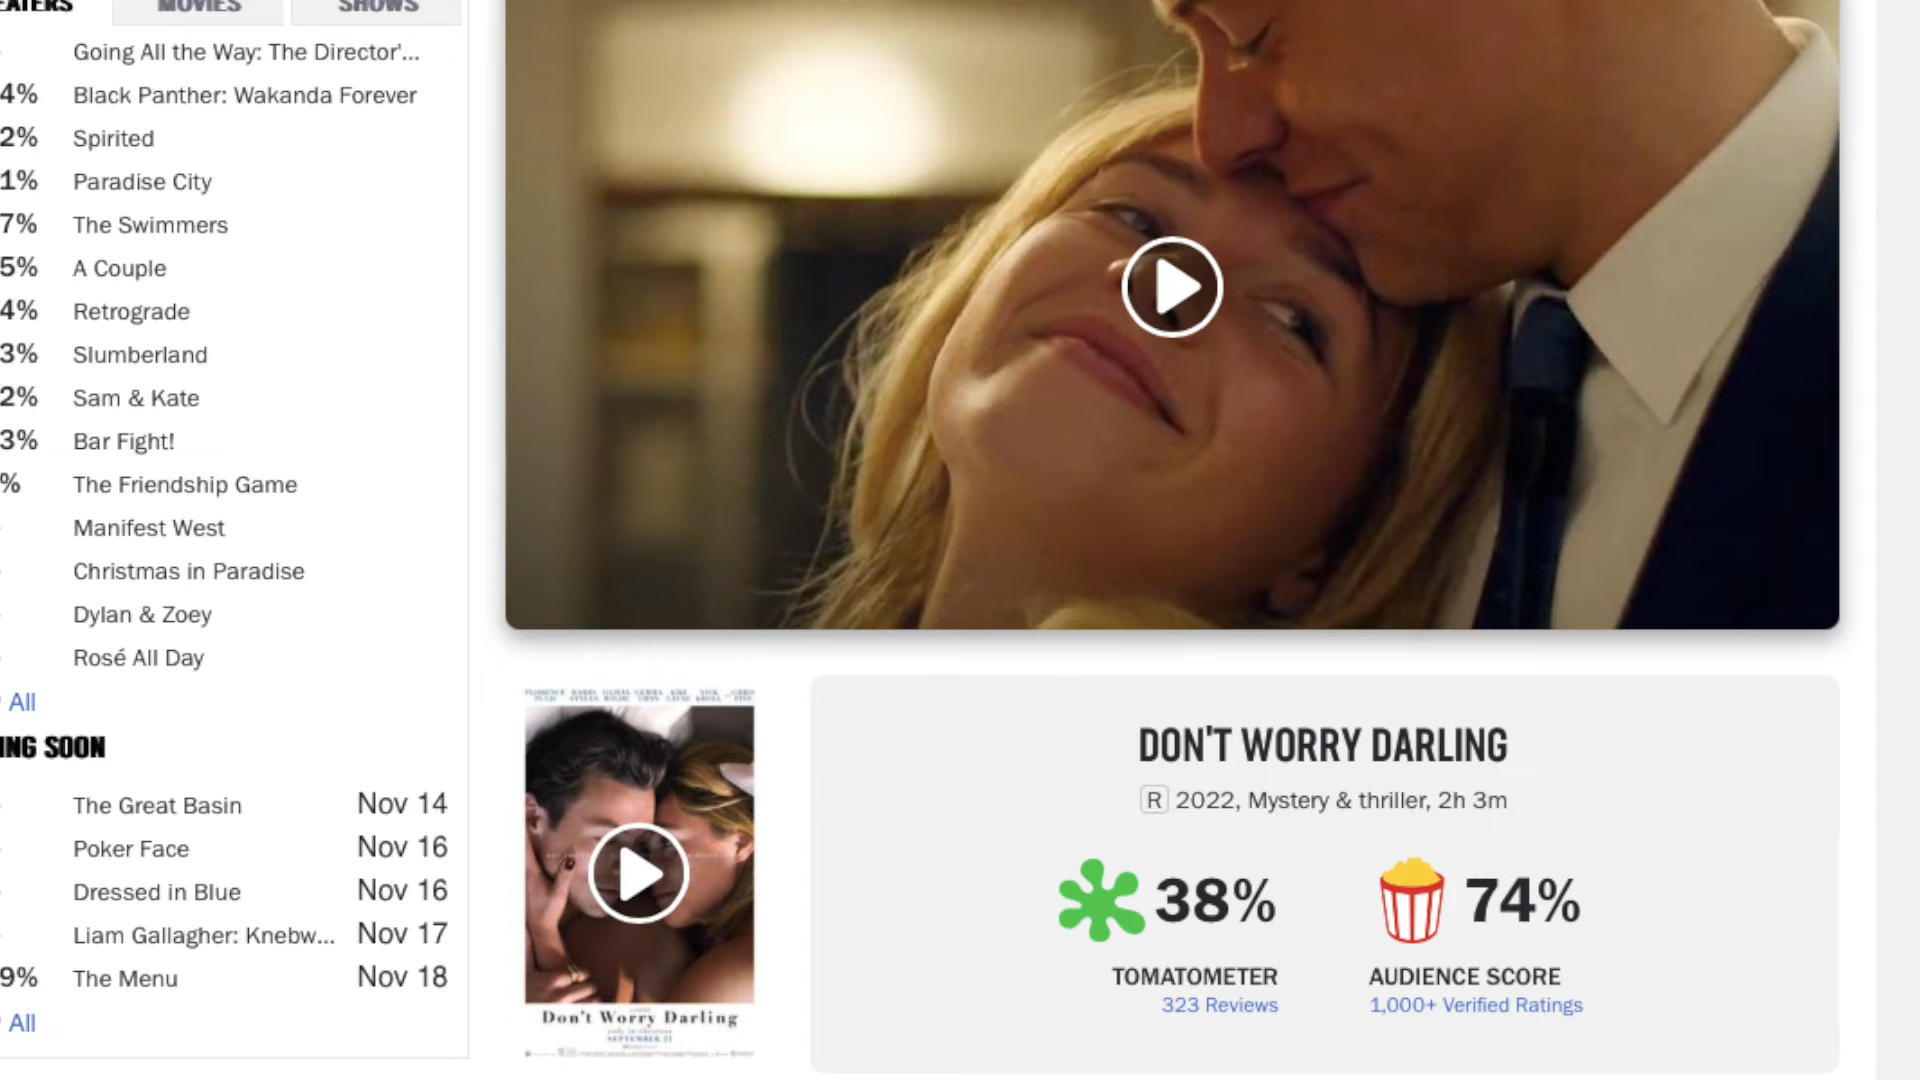 EATERS
MOVIES
SHOWS
Going All the Way: The Director'...
4% Black Panther: Wakanda Forever
2% Spirited
1% Paradise City
7% The Swimmers
5% A Couple
4% Retrograde
3% Slumberland
2% Sam & Kate
3% Bar Fight!
% The Friendship Game
Manifest West
Christmas in Paradise
Dylan & Zoey
Rosé All Day
All
ING SOON
The Great Basin Nov 14
Poker Face Nov 16
Dressed in Blue Nov 16
Liam Gallagher: Knebw... Nov 17
9% The Menu Nov 18
All
Don't Worry Darling
SEPTEMBER 23
DON'T WORRY DARLING
R 2022, Mystery & thriller, 2h 3m
38%
74%
TOMATOMETER
AUDIENCE SCORE
323 Reviews
1,000+ Verified Ratings